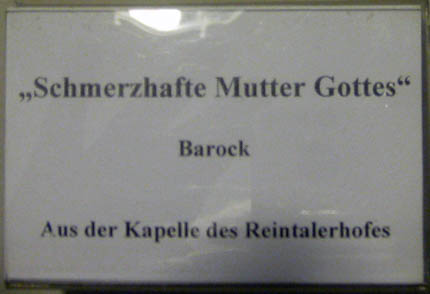 „Schmerzhafte Mutter Gottes“
Barock
Aus der Kapelle des Reintalerhofes